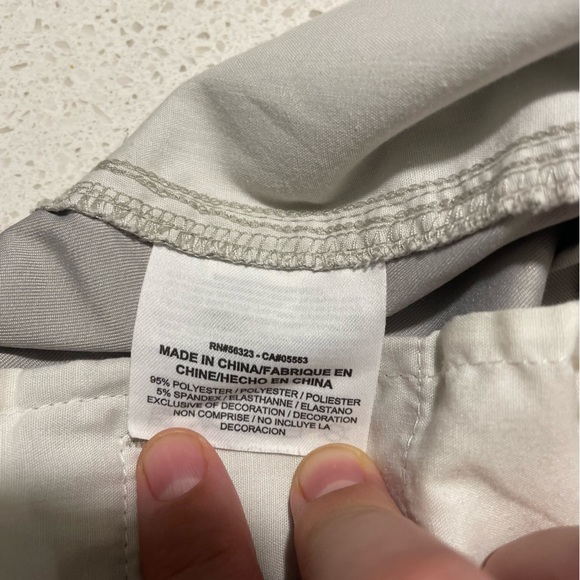 RN#56323 - CA#05553
MADE IN CHINA/FABRIQUE EN
CHINE/HECHO EN CHINA
95% POLYESTER / POLYESTER / POLIESTER
5% SPANDEX / ELASTHANNE / ELASTANO
EXCLUSIVE OF DECORATION / DECORATION
NON COMPRISE / NO INCLUYE LA
DECORACION